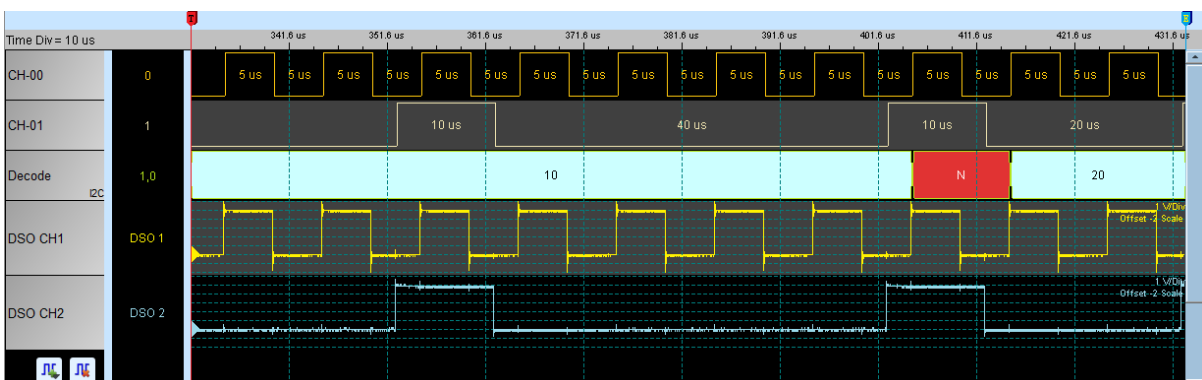 T E
Time Div = 10 us 341.6 us 351.6 us 361.6 us 371.6 us 381.6 us 391.6 us 401.6 us 411.6 us 421.6 us 431.6 us
CH-00 0 5 us 5 us 5 us 5 us 5 us 5 us 5 us 5 us 5 us 5 us 5 us 5 us 5 us 5 us 5 us 5 us 5 us 5 us 5 us
CH-01 1 10 us 40 us 10 us 20 us
Decode 1,0 10 N 20
I2C
1 V/Div
Offset -2 Scale
DSO CH1 DSO 1
1 V/Div
Offset -2 Scale
DSO CH2 DSO 2